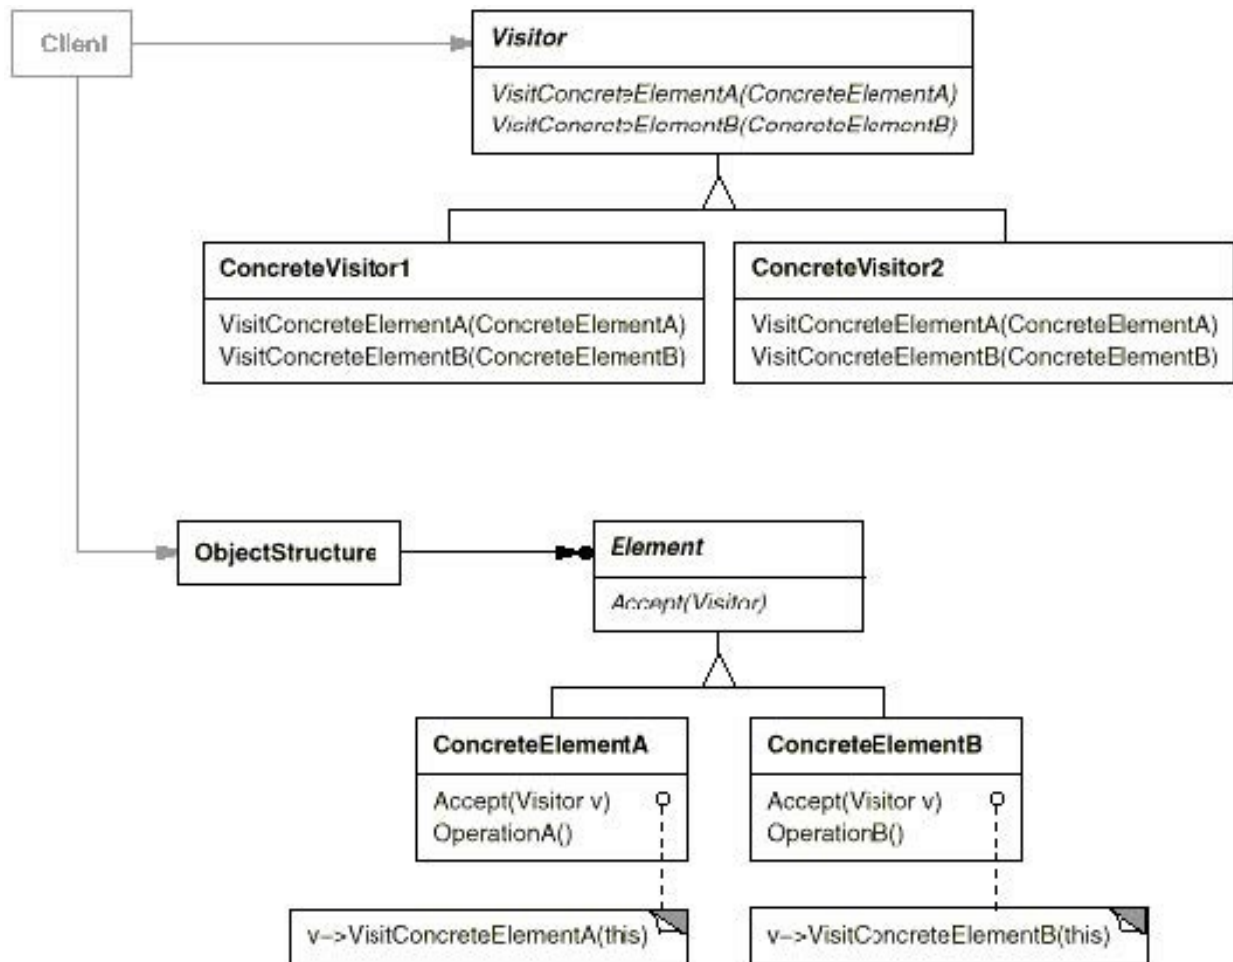 Client
Visitor
VisitConcreteElementA(ConcreteElementA)
VisitConcreteElementB(ConcreteElementB)
ConcreteVisitor1
VisitConcreteElementA(ConcreteElementA)
VisitConcreteElementB(ConcreteElementB)
ConcreteVisitor2
VisitConcreteElementA(ConcreteElementA)
VisitConcreteElementB(ConcreteElementB)
ObjectStructure
Element
Accept(Visitor)
ConcreteElementA
Accept(Visitor v)
OperationA()
ConcreteElementB
Accept(Visitor v)
OperationB()
v->VisitConcreteElementA(this)
v->VisitConcreteElementB(this)